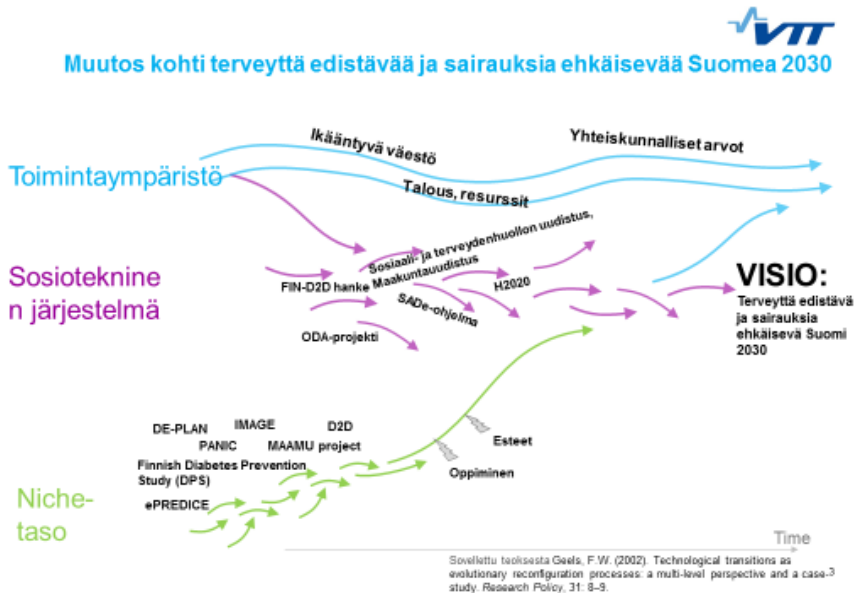 VTT
Muutos kohti terveyttä edistävää ja sairauksia ehkäisevää Suomea 2030
Ikääntyvä väestö
Yhteiskunnalliset arvot
Toimintaympäristö
Talous, resurssit
Sosiaali- ja terveydenhuollon uudistus,
Maakuntauudistus
Sosioteknine
n järjestelmä
FIN-D2D hanke
H2020
SADe-ohjelma
ODA-projekti
VISIO:
Terveyttä edistävä
ja sairauksia
ehkäisevä Suomi
2030
DE-PLAN
IMAGE
D2D
PANIC
MAAMU project
Finnish Diabetes Prevention
Study (DPS)
ePREDICE
Esteet
Oppiminen
Niche-
taso
Time
Sovellettu teoksesta Geels, F.W. (2002). Technological transitions as
evolutionary reconfiguration processes: a multi-level perspective and a case-
study. Research Policy, 31: 8–9.
3